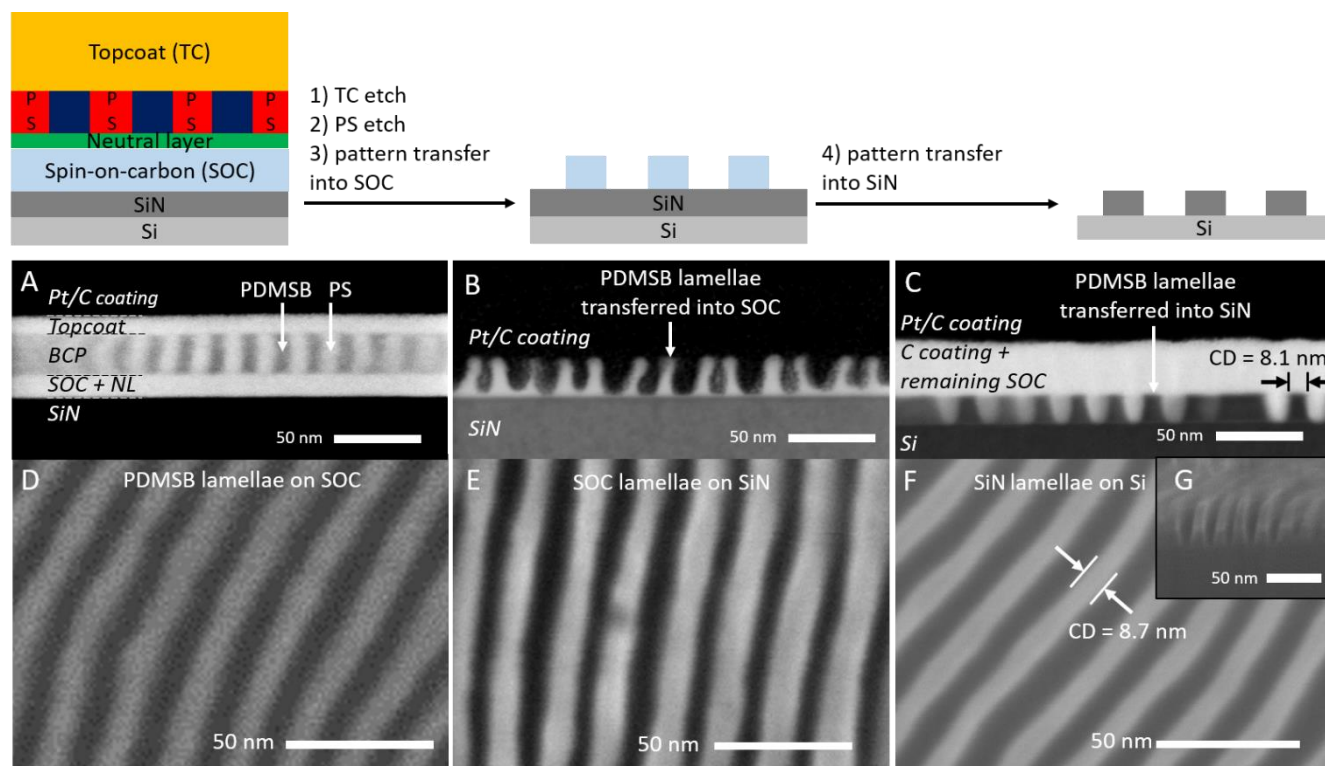 Topcoat (TC)
P P P P
S S S S
Neutral layer
Spin-on-carbon (SOC)
SiN
Si
1) TC etch
2) PS etch
3) pattern transfer
into SOC
SiN
Si
4) pattern transfer
into SiN
Si
A
Pt/C coating
PDMSB PS
Topcoat
BCP
SOC + NL
SiN
50 nm
B
PDMSB lamellae
transferred into SOC
Pt/C coating
SiN
50 nm
C
PDMSB lamellae
transferred into SiN
Pt/C coating
C coating +
remaining SOC
CD = 8.1 nm
Si
50 nm
D
PDMSB lamellae on SOC
50 nm
E
SOC lamellae on SiN
50 nm
F
SiN lamellae on Si
CD = 8.7 nm
50 nm
G
50 nm